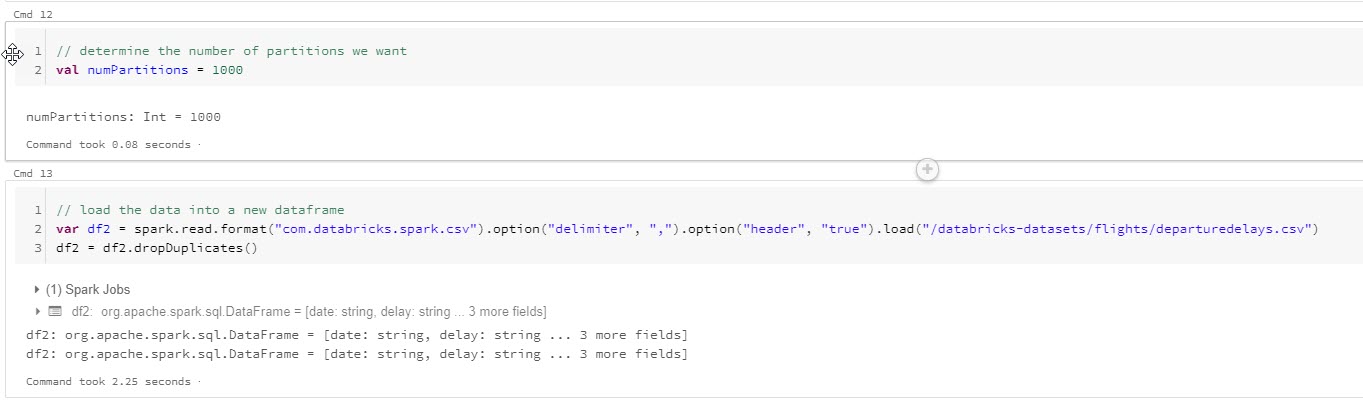 Cmd 12
1 // determine the number of partitions we want
2 val numPartitions = 1000
numPartitions: Int = 1000
Command took 0.08 seconds ·
Cmd 13
1 // load the data into a new dataframe
2 var df2 = spark.read.format("com.databricks.spark.csv").option("delimiter", ",").option("header", "true").load("/databricks-datasets/flights/departuredelays.csv")
3 df2 = df2.dropDuplicates()
(1) Spark Jobs
df2: org.apache.spark.sql.DataFrame = [date: string, delay: string ... 3 more fields]
df2: org.apache.spark.sql.DataFrame = [date: string, delay: string ... 3 more fields]
df2: org.apache.spark.sql.DataFrame = [date: string, delay: string ... 3 more fields]
Command took 2.25 seconds ·